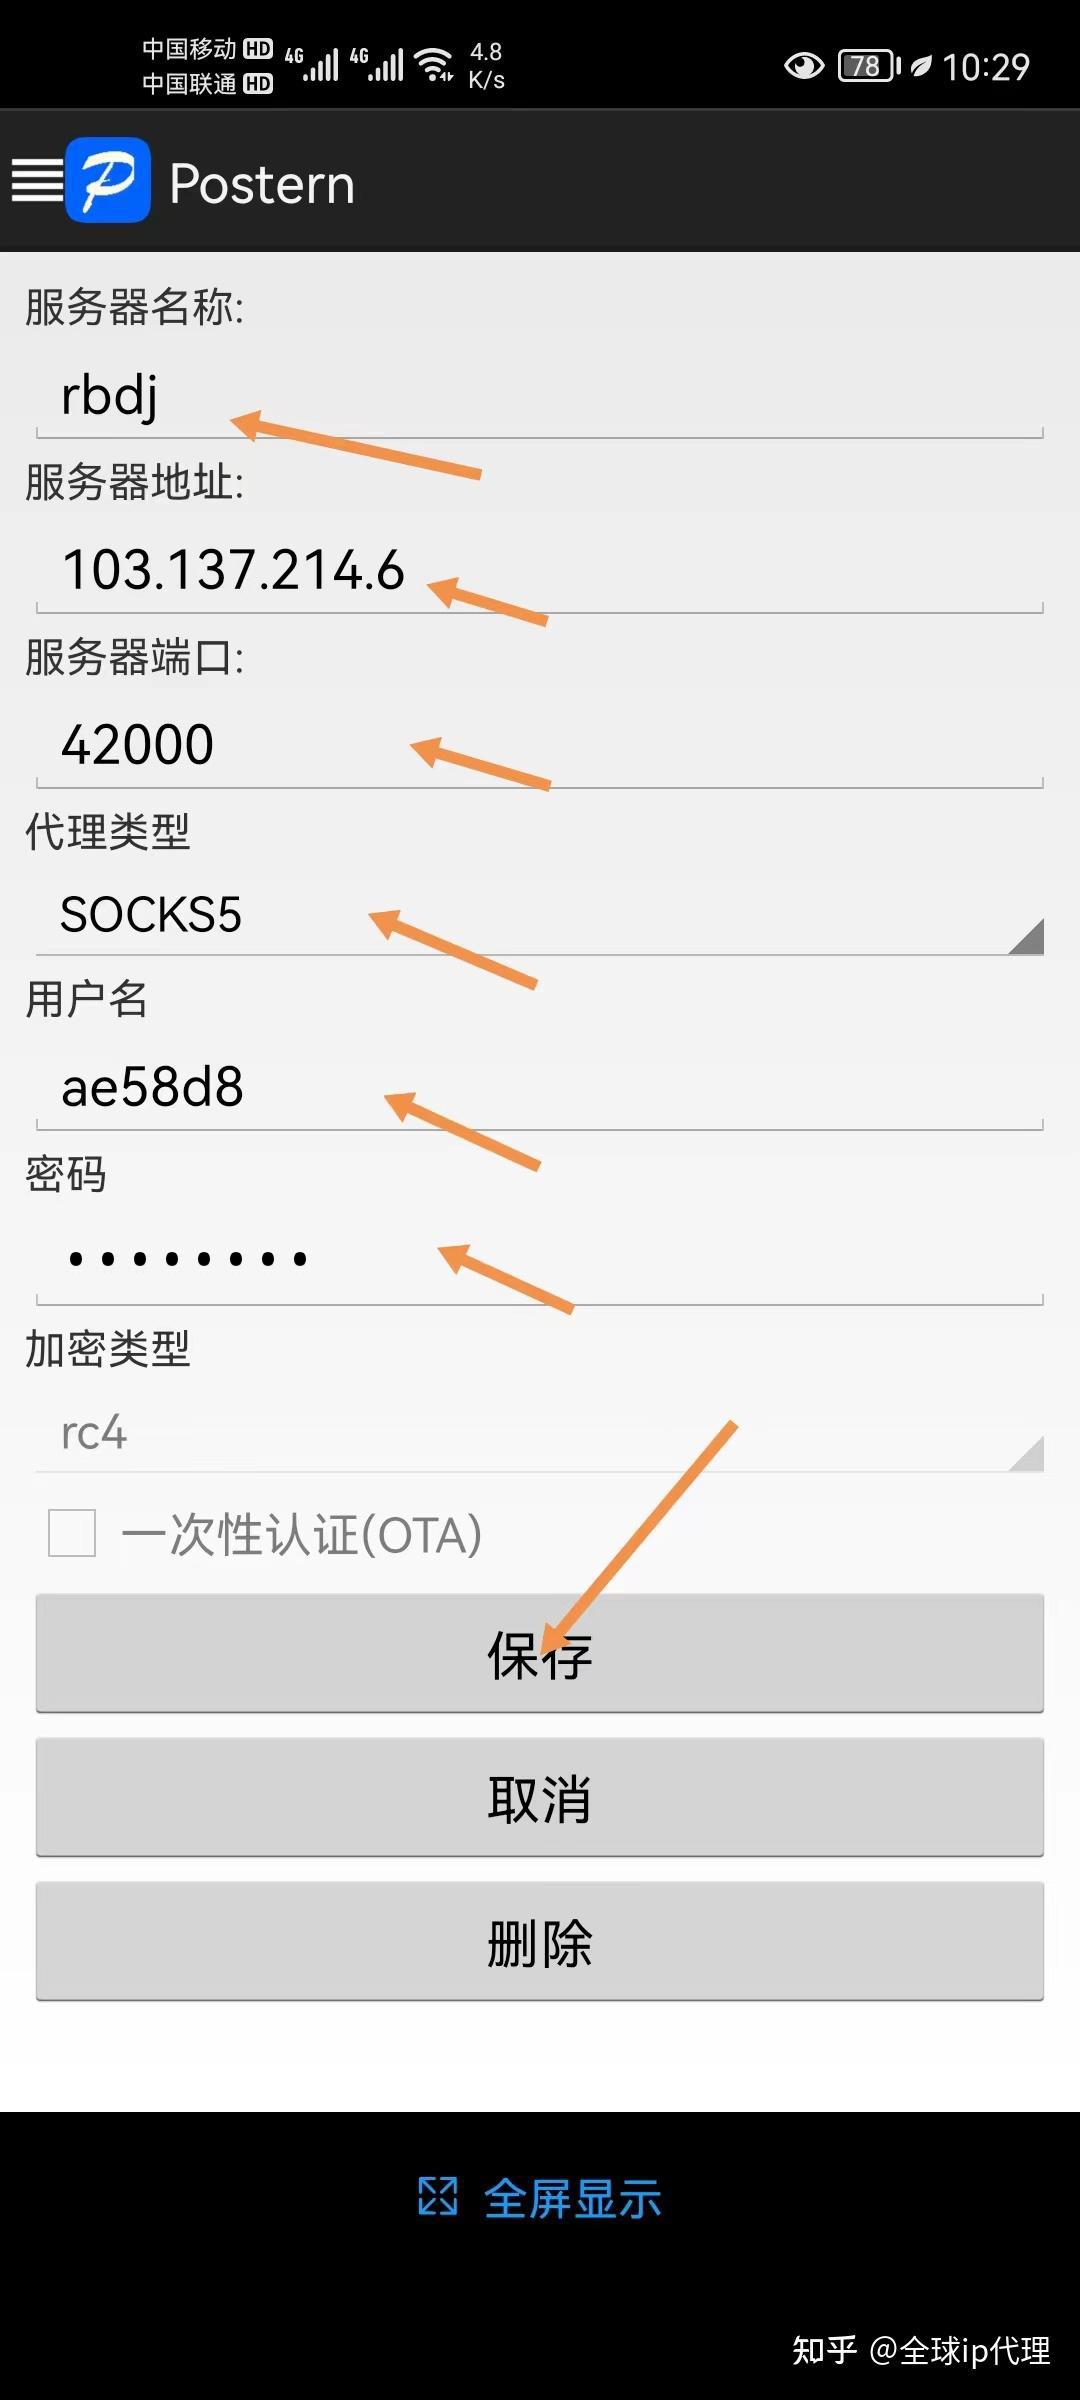 中国移动 HD 4G 4G 4.8 78 10:29
中国联通 HD K/s
Postern
服务器名称:
rbdj
服务器地址:
103.137.214.6
服务器端口:
42000
代理类型
SOCKS5
用户名
ae58d8
密码
••••••••
加密类型
rc4
一次性认证(OTA)
保存
取消
删除
全屏显示
知乎 @全球ip代理